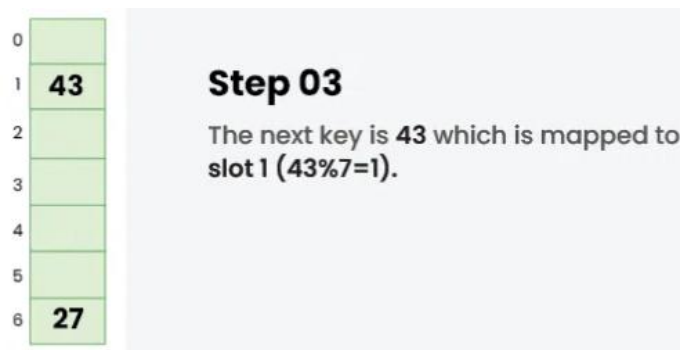 0
1 43
Step 03
2
The next key is 43 which is mapped to
slot 1 (43%7=1).
3
4
5
6 27